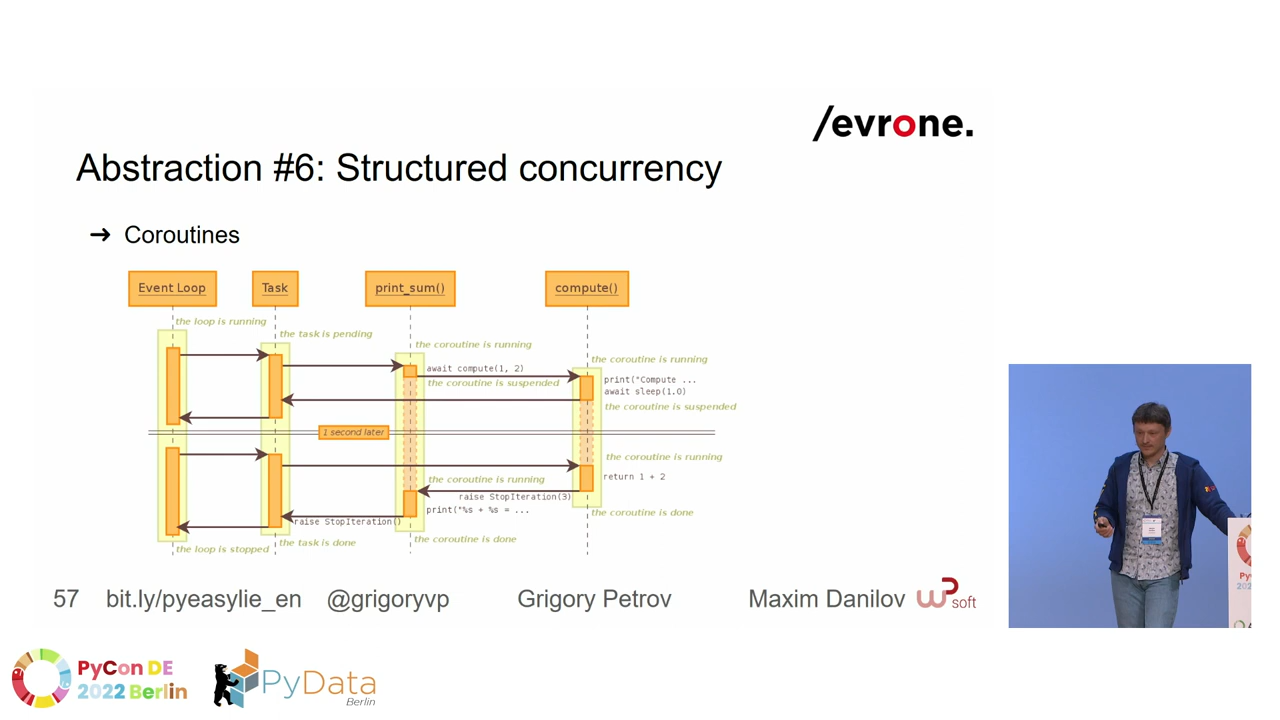 /evrone.
Abstraction #6: Structured concurrency
➔ Coroutines
Event Loop
Task
print_sum()
compute()
the loop is running
the task is pending
the coroutine is running
the coroutine is running
await compute(1, 2)
the coroutine is suspended
print("Compute ...
await sleep(1.0)
the coroutine is suspended
1 second later
the coroutine is running
the coroutine is running
return 1 + 2
raise StopIteration(3)
print("%s + %s = ...
raise StopIteration()
the coroutine is done
the coroutine is done
the task is done
the loop is stopped
57 bit.ly/pyeasylie_en @grigoryvp Grigory Petrov Maxim Danilov WP soft
PyCon DE
2022 Berlin
PyData
Berlin